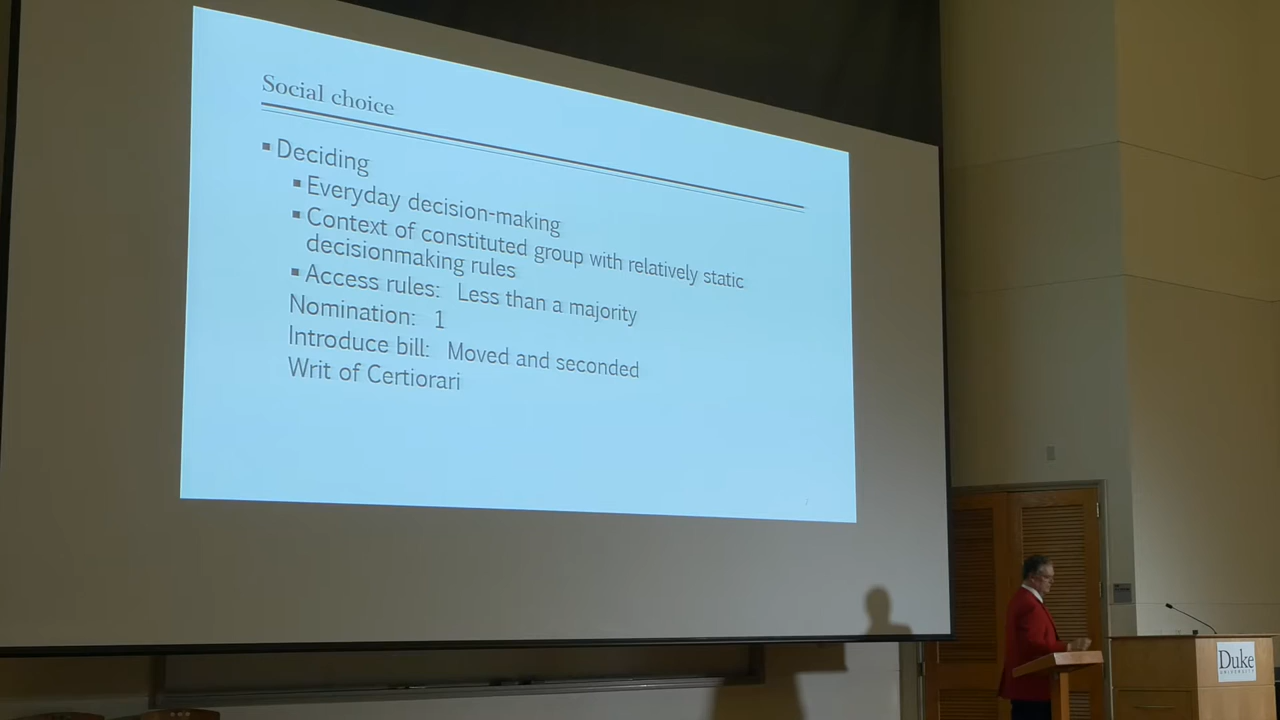 Social choice
▪ Deciding
▪ Everyday decision-making
▪ Context of constituted group with relatively static
decisionmaking rules
▪ Access rules: Less than a majority
Nomination: 1
Introduce bill: Moved and seconded
Writ of Certiorari
Duke
UNIVERSITY